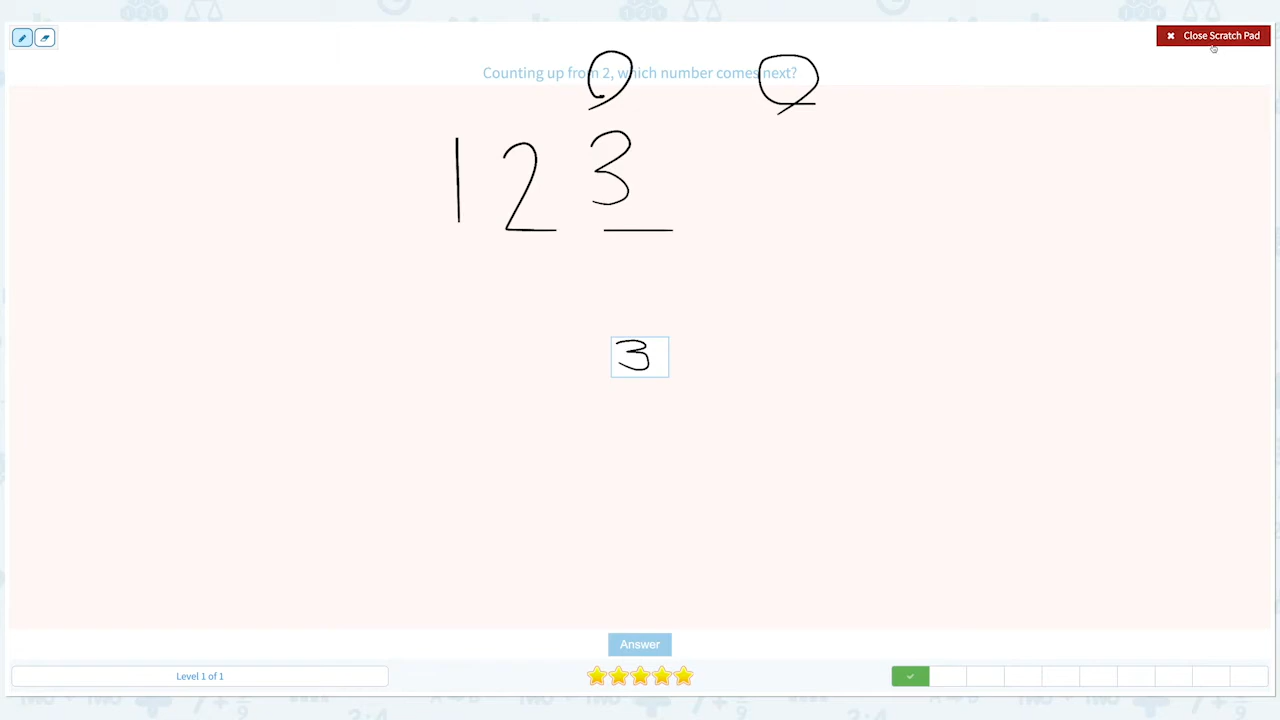 Close Scratch Pad
Counting up from 2, which number comes next?
1 2 3
3
Answer
Level 1 of 1